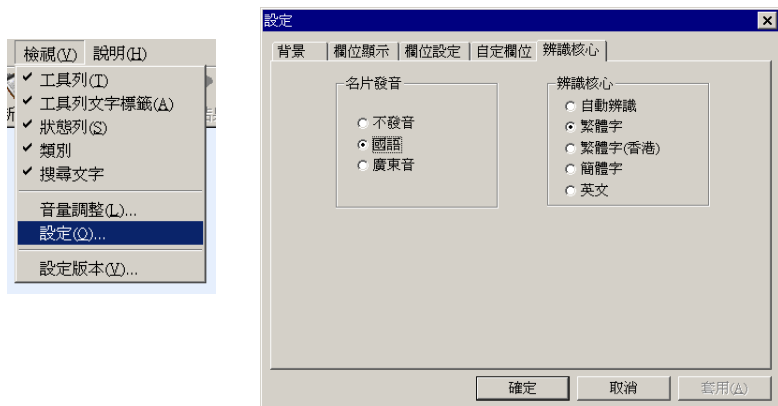 檢視(V) 說明(H)
工具列(T)
工具列文字標籤(A)
狀態列(S)
類別
搜尋文字
音量調整(L)...
設定(O)...
設定版本(V)...
設定
背景 欄位顯示 欄位設定 自定欄位 辨識核心
名片發音
不發音
國語
廣東音
辨識核心
自動辨識
繁體字
繁體字(香港)
簡體字
英文
確定 取消 套用(A)